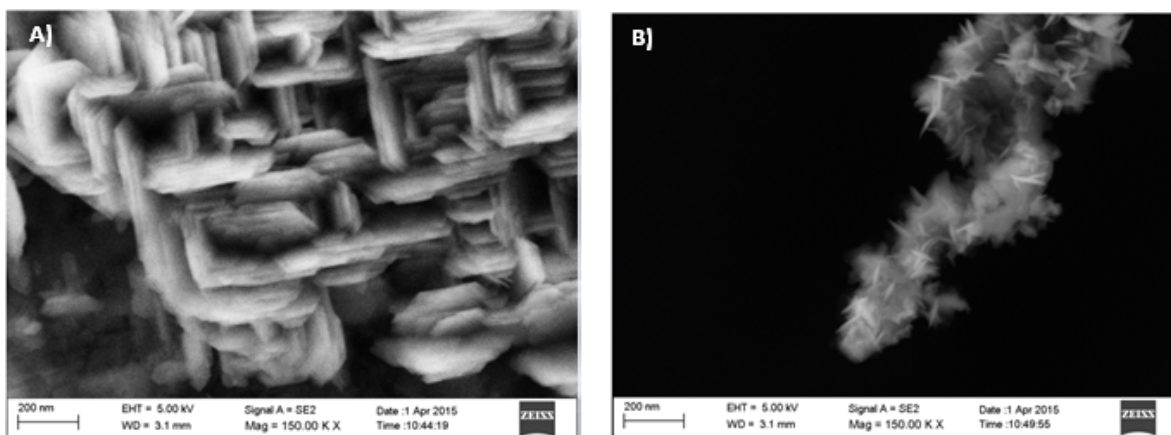 A)
200 nm
EHT = 5.00 kV
WD = 3.1 mm
Signal A = SE2
Mag = 150.00 K X
Date :1 Apr 2015
Time :10:44:19
ZEISS
B)
200 nm
EHT = 5.00 kV
WD = 3.1 mm
Signal A = SE2
Mag = 150.00 K X
Date :1 Apr 2015
Time :10:49:55
ZEISS